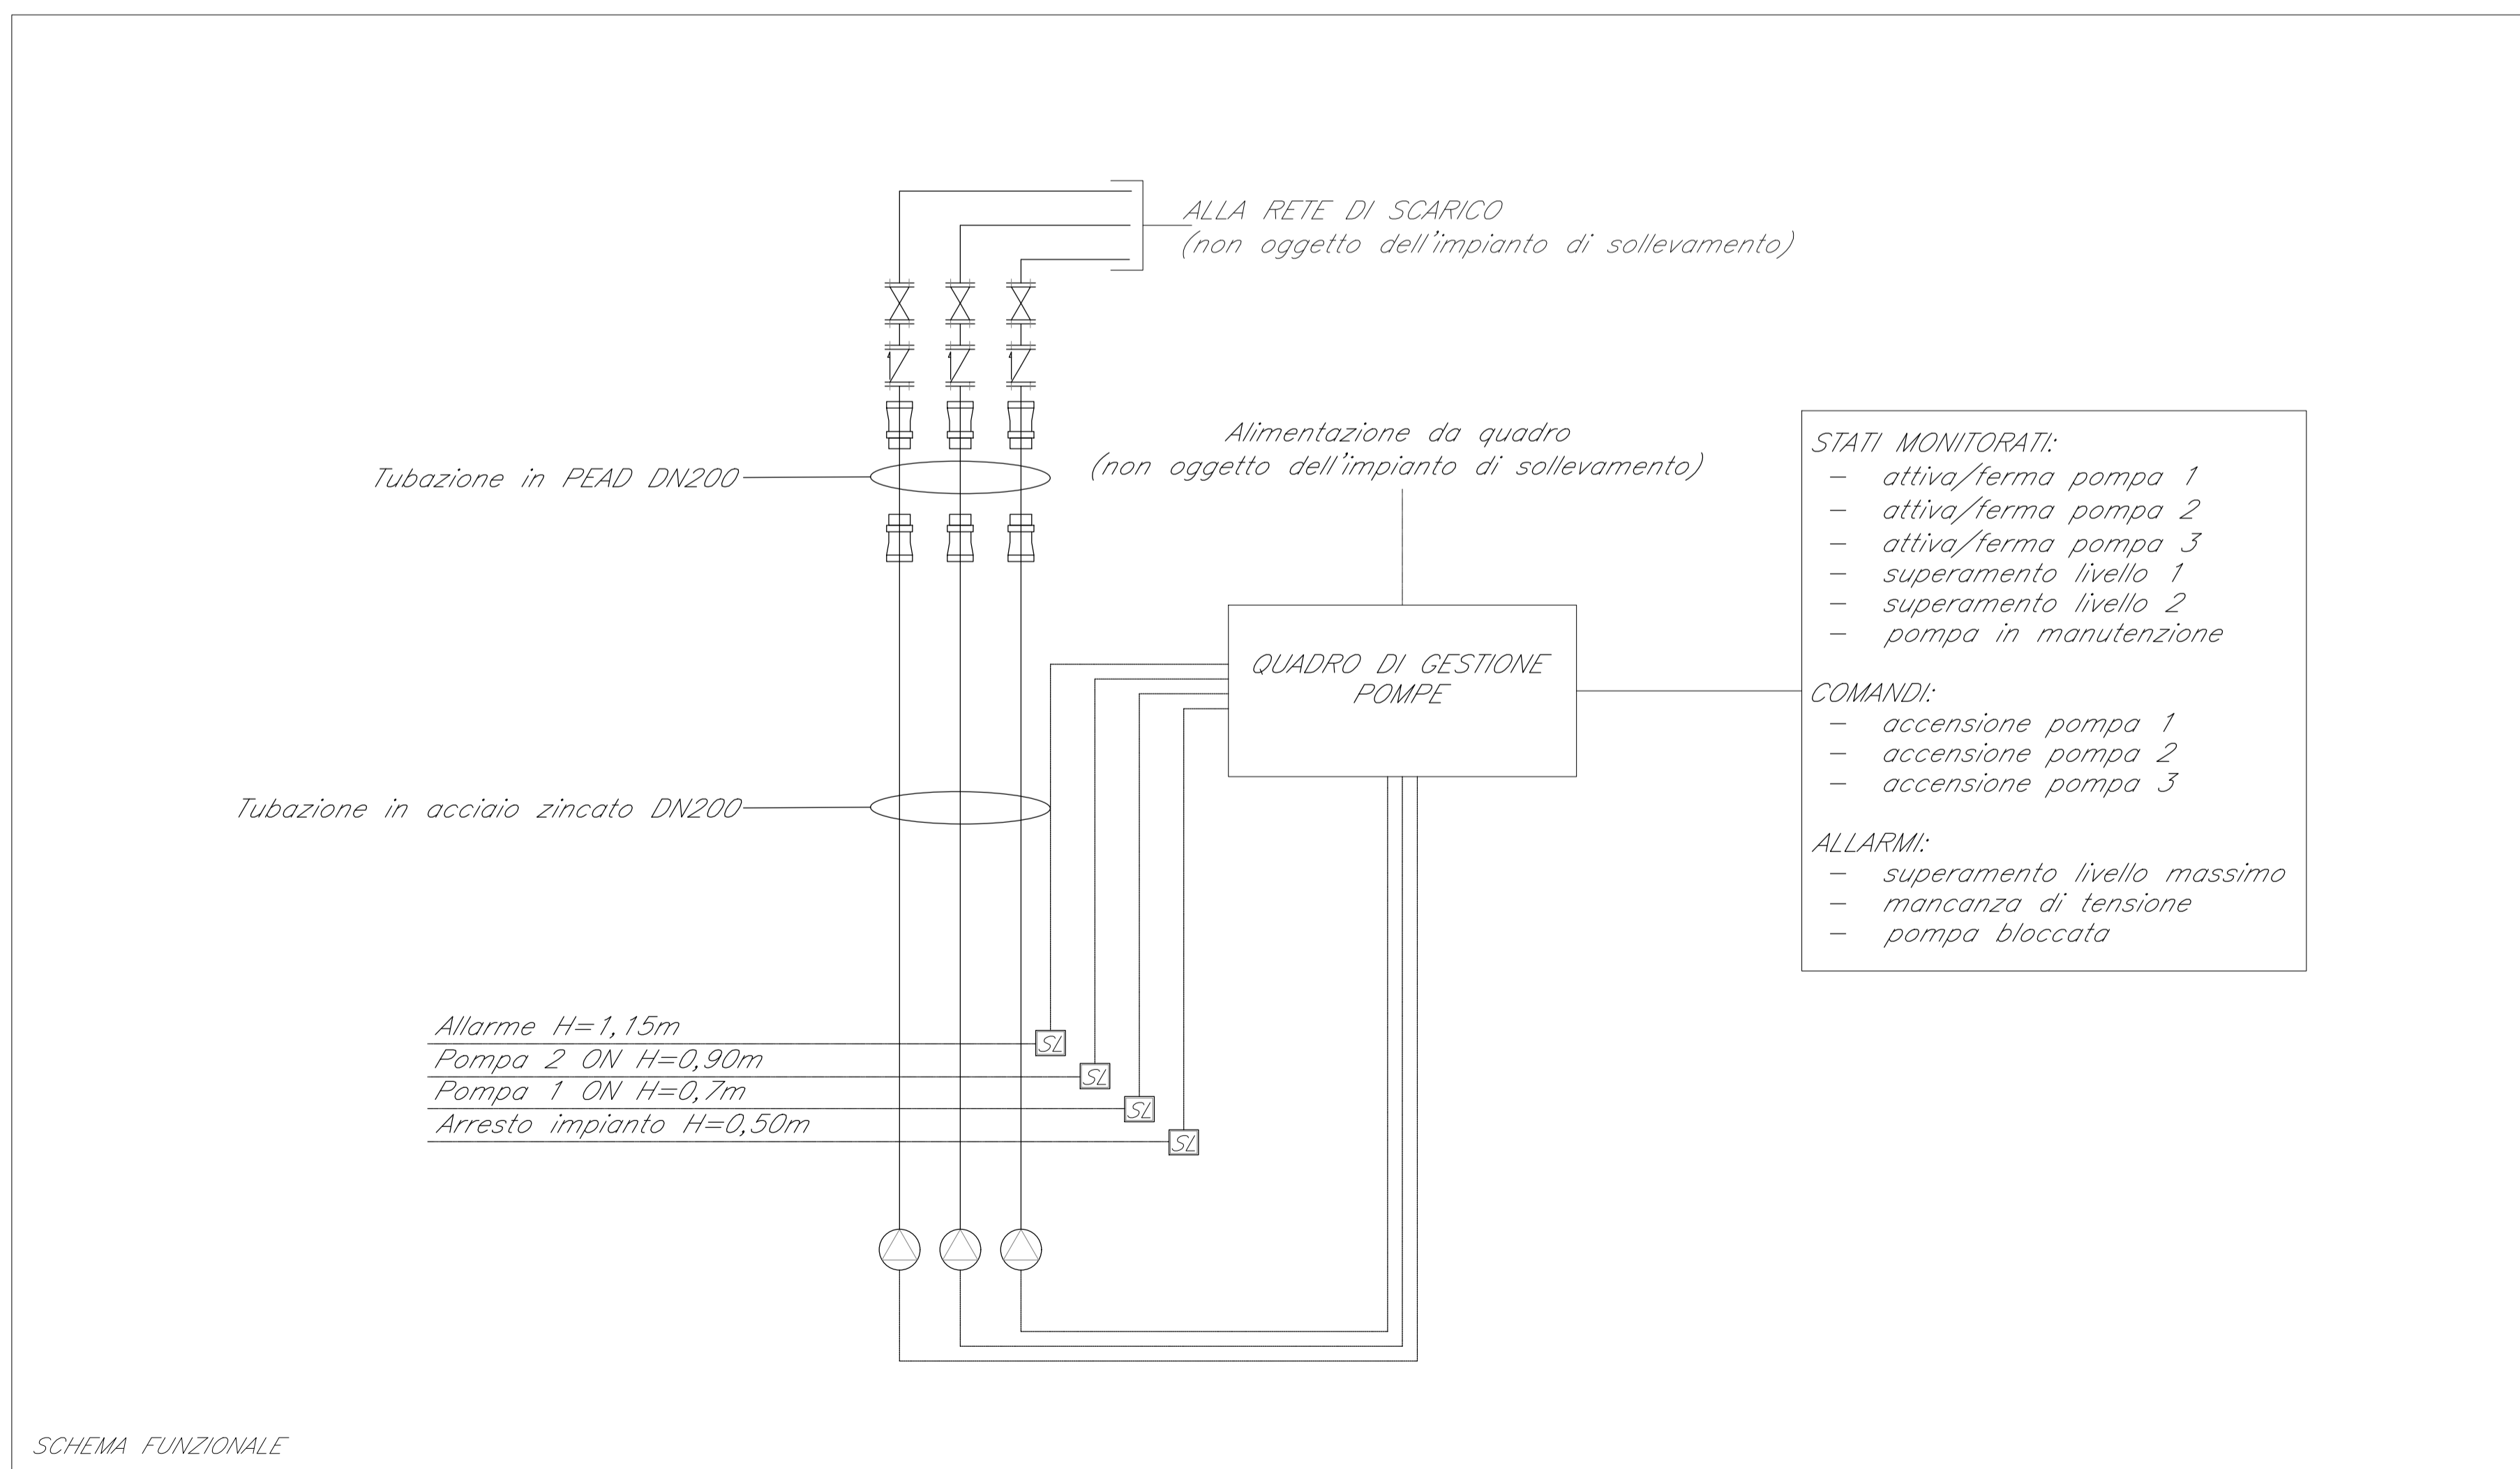 ALLA RETE DI SCARICO
(non oggetto dell'impianto di sollevamento)
Tubazione in PEAD DN200
Alimentazione da quadro
(non oggetto dell'impianto di sollevamento)
QUADRO DI GESTIONE
POMPE
STATI MONITORATI:
- attiva/ferma pompa 1
- attiva/ferma pompa 2
- attiva/ferma pompa 3
- superamento livello 1
- superamento livello 2
- pompa in manutenzione
COMANDI:
- accensione pompa 1
- accensione pompa 2
- accensione pompa 3
ALLARMI:
- superamento livello massimo
- mancanza di tensione
- pompa bloccata
Tubazione in acciaio zincato DN200
Allarme H=1,15m
SL
Pompa 2 ON H=0,90m
SL
Pompa 1 ON H=0,7m
SL
Arresto impianto H=0,50m
SL
SCHEMA FUNZIONALE